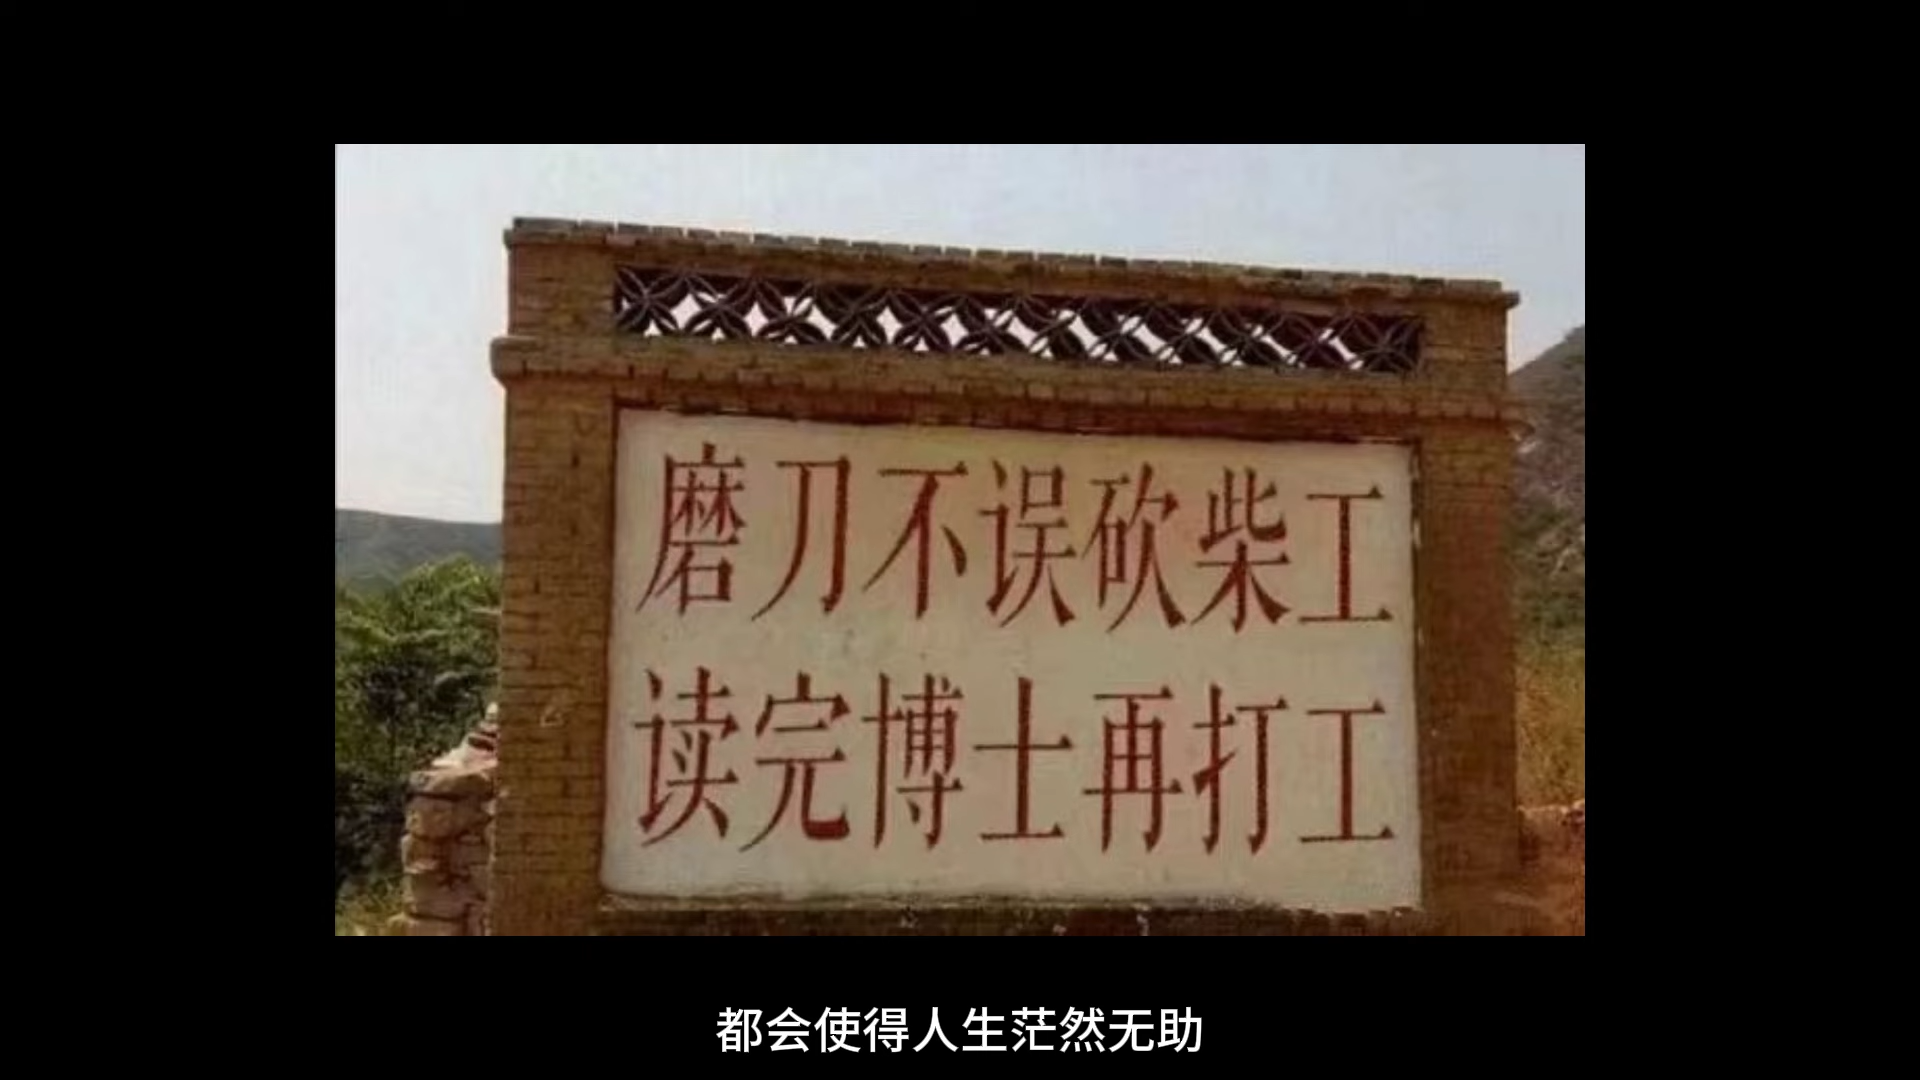 磨刀不误砍柴工
读完博士再打工
都会使得人生茫然无助